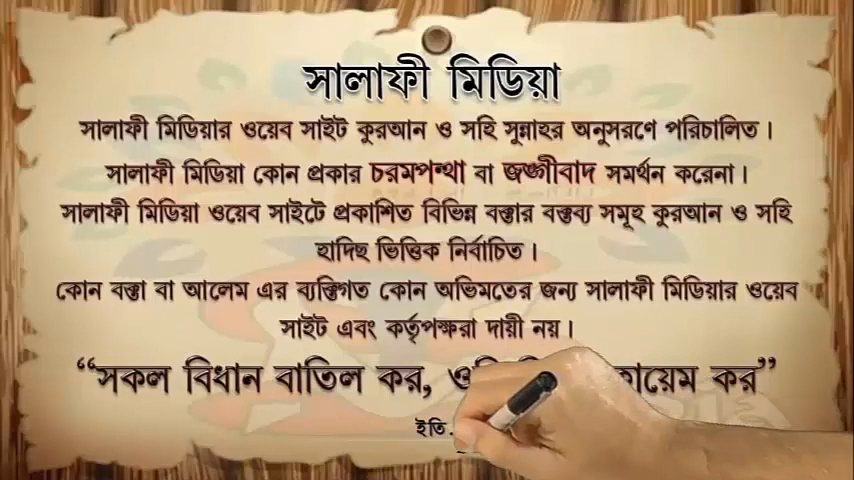 সালাফী মিডিয়া
সালাফী মিডিয়ার ওয়েব সাইট কুরআন ও সহি সুন্নাহর অনুসরণে পরিচালিত।
সালাফী মিডিয়া কোন প্রকার চরমপন্থা বা জঙ্গীবাদ সমর্থন করেনা।
সালাফী মিডিয়া ওয়েব সাইটে প্রকাশিত বিভিন্ন বক্তার বক্তব্য সমূহ কুরআন ও সহি
হাদিছ ভিত্তিক নির্বাচিত।
কোন বক্তা বা আলেম এর ব্যক্তিগত কোন অভিমতের জন্য সালাফী মিডিয়ার ওয়েব
সাইট এবং কর্তৃপক্ষরা দায়ী নয়।
“সকল বিধান বাতিল কর, কায়েম কর”
ইতি.